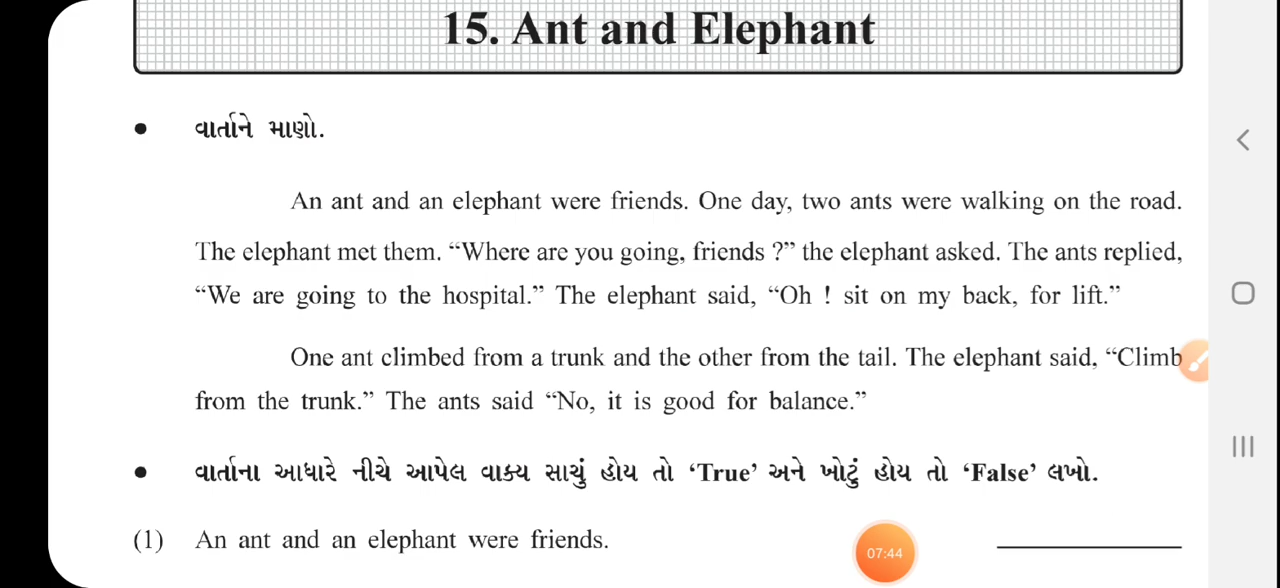 15. Ant and Elephant
• વાર્તાને માણો.
An ant and an elephant were friends. One day, two ants were walking on the road.
The elephant met them. “Where are you going, friends ?” the elephant asked. The ants replied,
“We are going to the hospital.” The elephant said, “Oh ! sit on my back, for lift.”
One ant climbed from a trunk and the other from the tail. The elephant said, “Climb
from the trunk.” The ants said “No, it is good for balance.”
• વાર્તાના આધારે નીચે આપેલ વાક્ય સાચું હોય તો ‘True’ અને ખોટું હોય તો ‘False’ લખો.
(1) An ant and an elephant were friends.
07:44